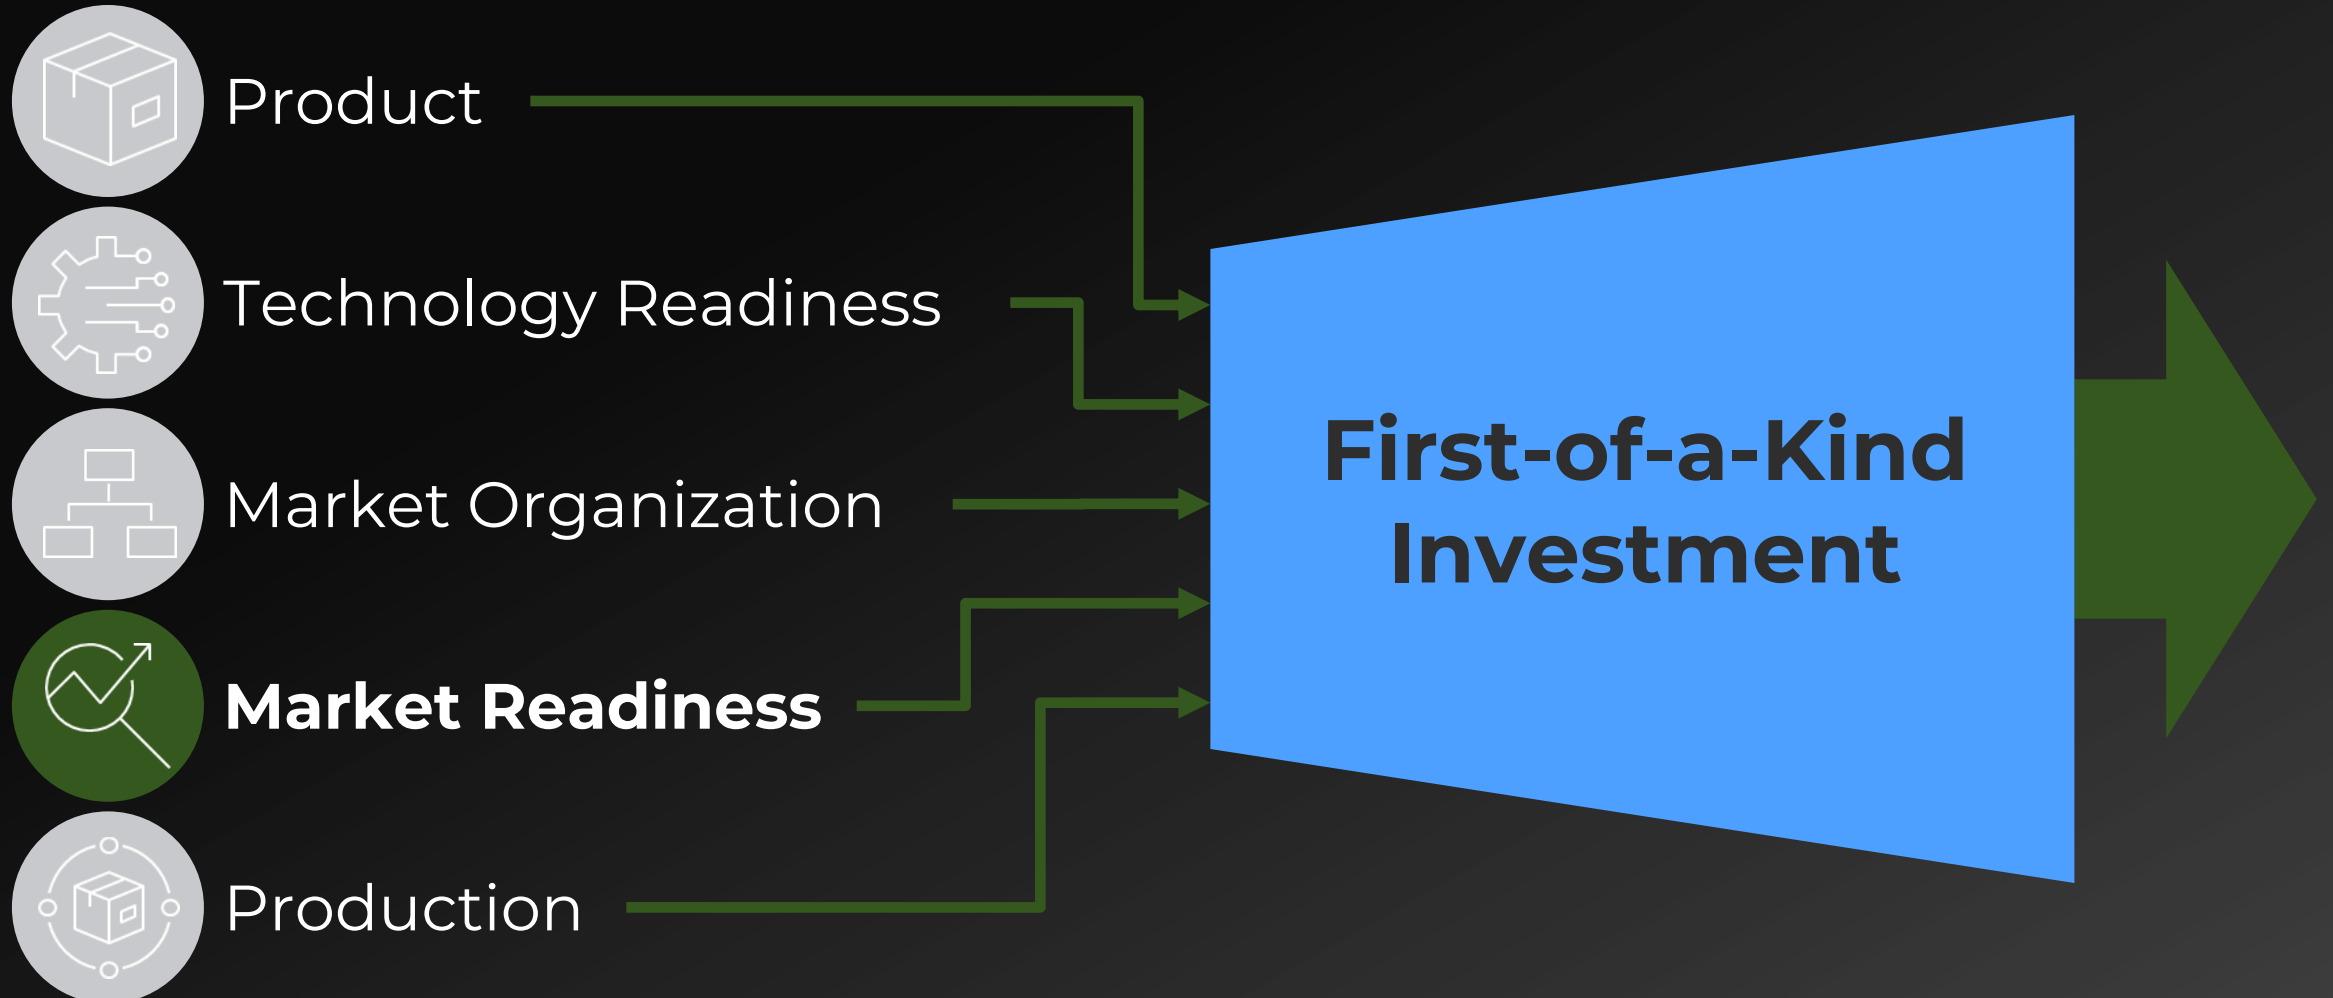 Product
Technology Readiness
Market Organization
Market Readiness
Production
First-of-a-Kind
Investment